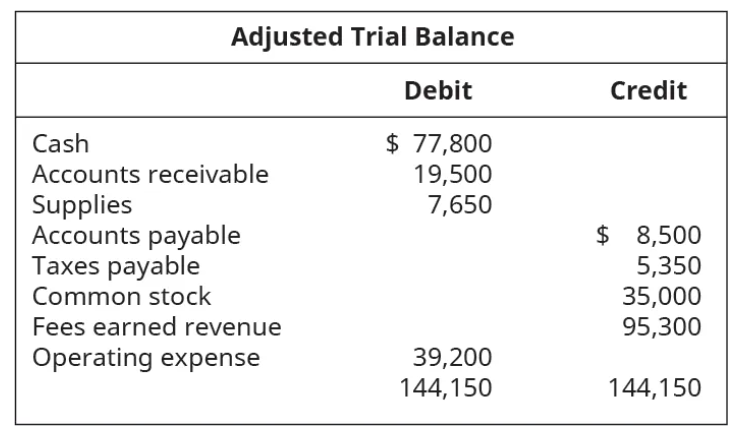 Adjusted Trial Balance
Debit Credit
Cash $ 77,800
Accounts receivable 19,500
Supplies 7,650
Accounts payable $ 8,500
Taxes payable 5,350
Common stock 35,000
Fees earned revenue 95,300
Operating expense 39,200
144,150 144,150